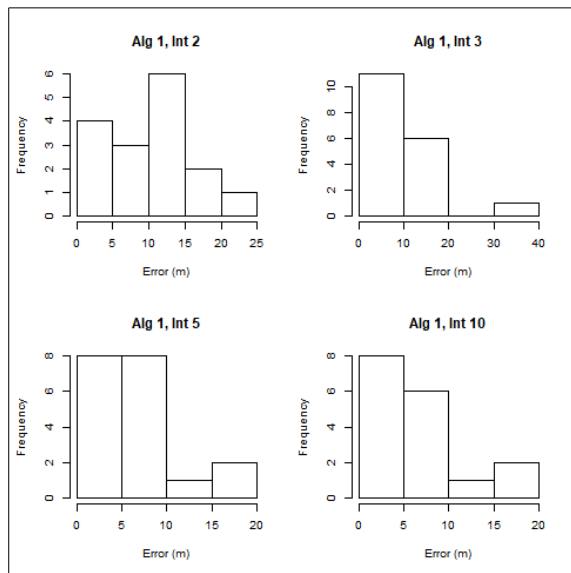 Alg 1, Int 2
Frequency
0 1 2 3 4 5 6
0 5 10 15 20 25
Error (m)
Alg 1, Int 3
Frequency
0 2 4 6 8 10
0 10 20 30 40
Error (m)
Alg 1, Int 5
Frequency
0 2 4 6 8
0 5 10 15 20
Error (m)
Alg 1, Int 10
Frequency
0 2 4 6 8
0 5 10 15 20
Error (m)